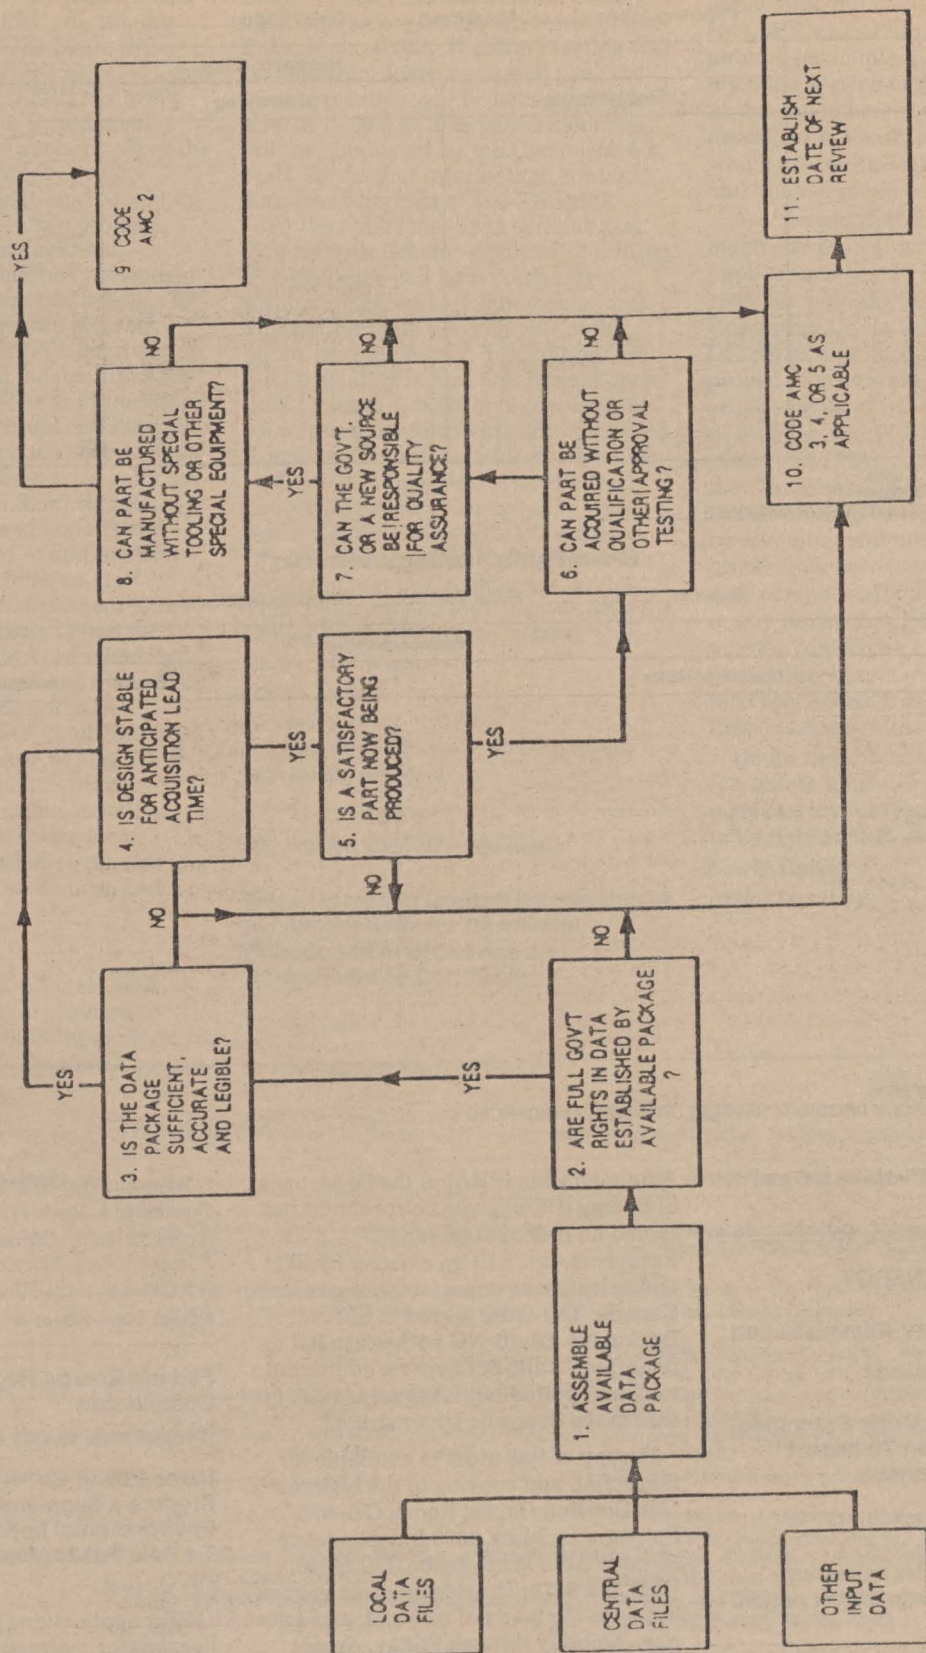 LOCAL
DATA
FILES
CENTRAL
DATA
FILES
OTHER
INPUT
DATA
1. ASSEMBLE
AVAILABLE
DATA
PACKAGE
2. ARE FULL GOV'T
RIGHTS IN DATA
ESTABLISHED BY
AVAILABLE PACKAGE
?
NO
YES
3. IS THE DATA
PACKAGE
SUFFICIENT,
ACCURATE
AND LEGIBLE?
YES
NO
4. IS DESIGN STABLE
FOR ANTICIPATED
ACQUISITION LEAD
TIME?
YES
5. IS A SATISFACTORY
PART NOW BEING
PRODUCED?
NO
YES
6. CAN PART BE
ACQUIRED WITHOUT
QUALIFICATION OR
OTHER|APPROVAL
TESTING?
NO
7. CAN THE GOV'T.
OR A NEW SOURCE
BE|RESPONSIBLE
|FOR QUALITY
ASSURANCE?
NO
YES
8. CAN PART BE
MANUFACTURED
WITHOUT SPECIAL
TOOLING OR OTHER
SPECIAL EQUIPMENT?
NO
YES
9 CODE
AMC 2
10. CODE AMC
3, 4, OR 5 AS
APPLICABLE
11. ESTABLISH
DATE OF NEXT
REVIEW